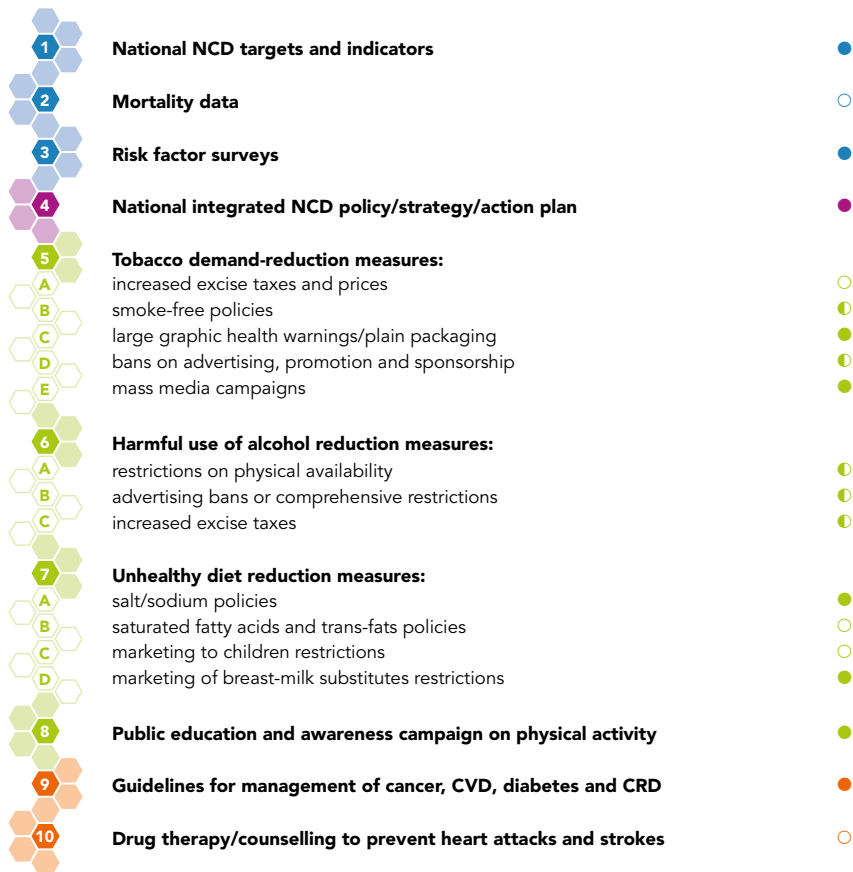 1 National NCD targets and indicators
2 Mortality data
3 Risk factor surveys
4 National integrated NCD policy/strategy/action plan
5 Tobacco demand-reduction measures:
A increased excise taxes and prices
B smoke-free policies
C large graphic health warnings/plain packaging
D bans on advertising, promotion and sponsorship
E mass media campaigns
6 Harmful use of alcohol reduction measures:
A restrictions on physical availability
B advertising bans or comprehensive restrictions
C increased excise taxes
7 Unhealthy diet reduction measures:
A salt/sodium policies
B saturated fatty acids and trans-fats policies
C marketing to children restrictions
D marketing of breast-milk substitutes restrictions
8 Public education and awareness campaign on physical activity
9 Guidelines for management of cancer, CVD, diabetes and CRD
10 Drug therapy/counselling to prevent heart attacks and strokes